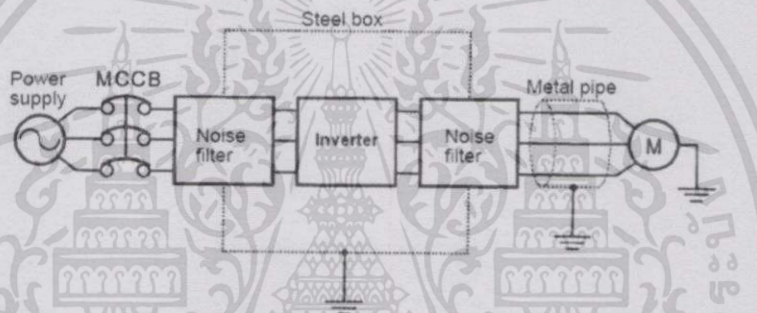 Steel box
Power
supply
MCCB
Noise
filter
Inverter
Noise
filter
Metal pipe
M